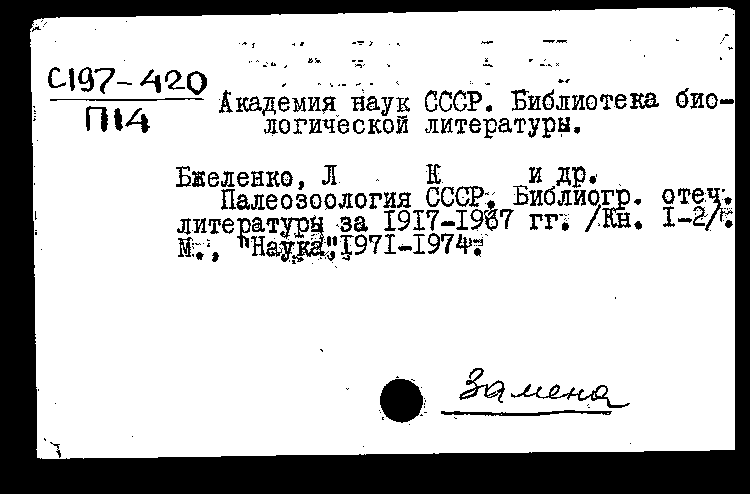 С197-420
П14
Академия наук СССР. Библиотека био-
логической литературы.
Бжеленко, Л К и др.
Палеозоология СССР. Библиогр. отеч.
литературы за 1917-1967 гг. /Кн. I-2/.
М., "Наука", 1971-1974.
Замена